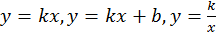 y = kx, y = kx + b, y = k/x